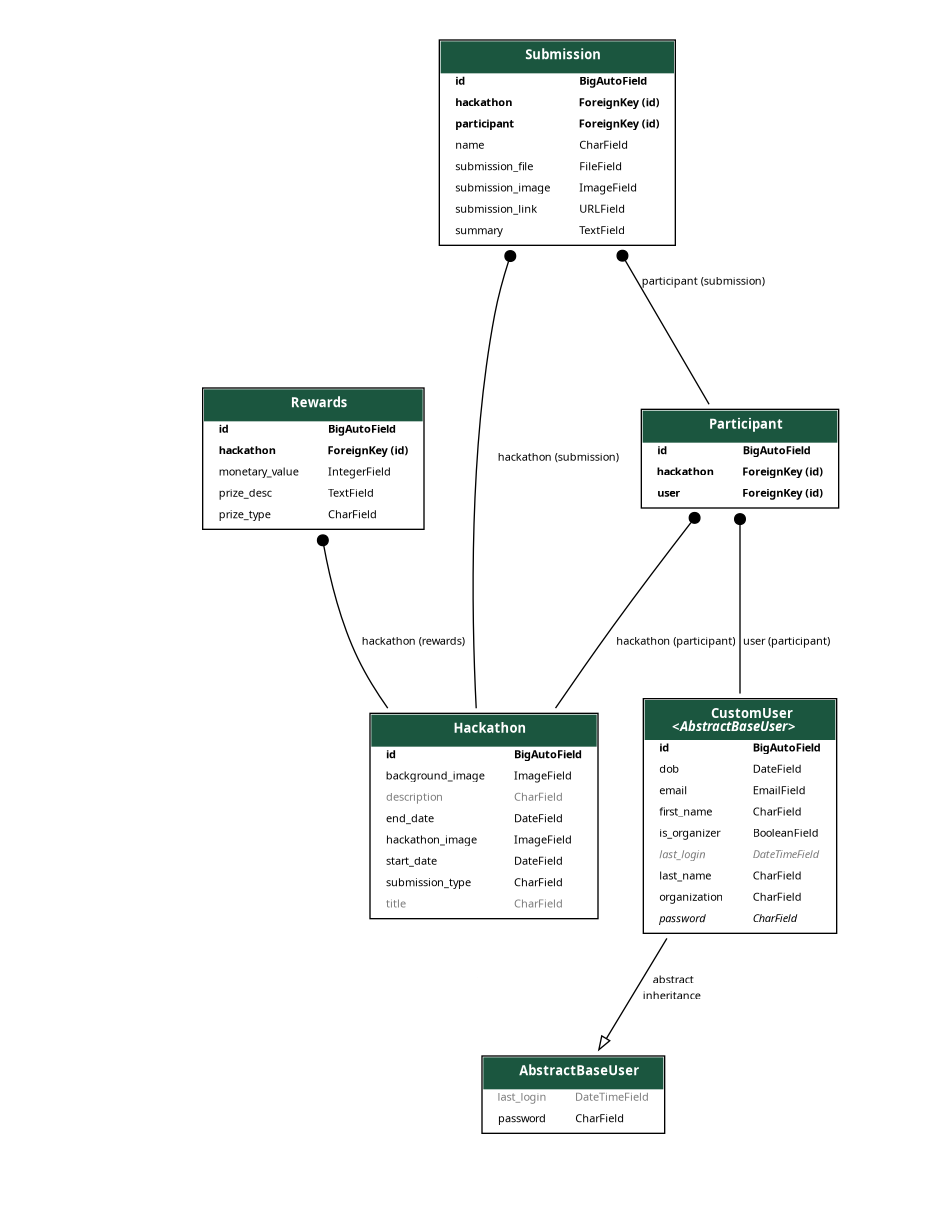 Submission
id BigAutoField
hackathon ForeignKey (id)
participant ForeignKey (id)
name CharField
submission_file FileField
submission_image ImageField
submission_link URLField
summary TextField
participant (submission)
Rewards
id BigAutoField
hackathon ForeignKey (id)
monetary_value IntegerField
prize_desc TextField
prize_type CharField
Participant
id BigAutoField
hackathon ForeignKey (id)
user ForeignKey (id)
hackathon (submission)
hackathon (rewards)
hackathon (participant)
user (participant)
Hackathon
id BigAutoField
background_image ImageField
description CharField
end_date DateField
hackathon_image ImageField
start_date DateField
submission_type CharField
title CharField
CustomUser
<AbstractBaseUser>
id BigAutoField
dob DateField
email EmailField
first_name CharField
is_organizer BooleanField
last_login DateTimeField
last_name CharField
organization CharField
password CharField
abstract
inheritance
AbstractBaseUser
last_login DateTimeField
password CharField